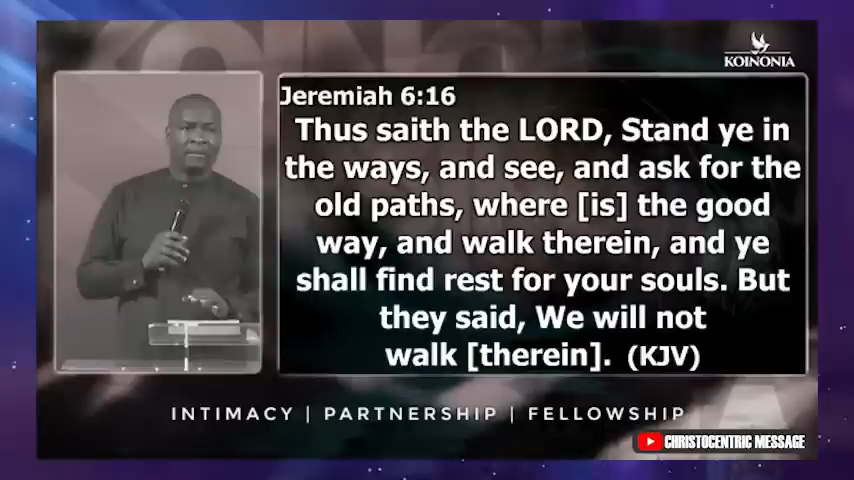 KOINONIA
Jeremiah 6:16
Thus saith the LORD, Stand ye in
the ways, and see, and ask for the
old paths, where [is] the good
way, and walk therein, and ye
shall find rest for your souls. But
they said, We will not
walk [therein]. (KJV)
INTIMACY | PARTNERSHIP | FELLOWSHIP
CHRISTOCENTRIC MESSAGE